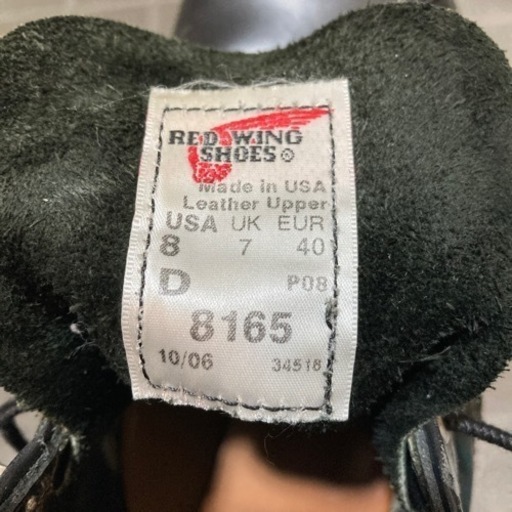 RED WING
SHOES ®
Made in USA
Leather Upper
USA UK EUR
8 7 40
D P08
8165
10/06 34518